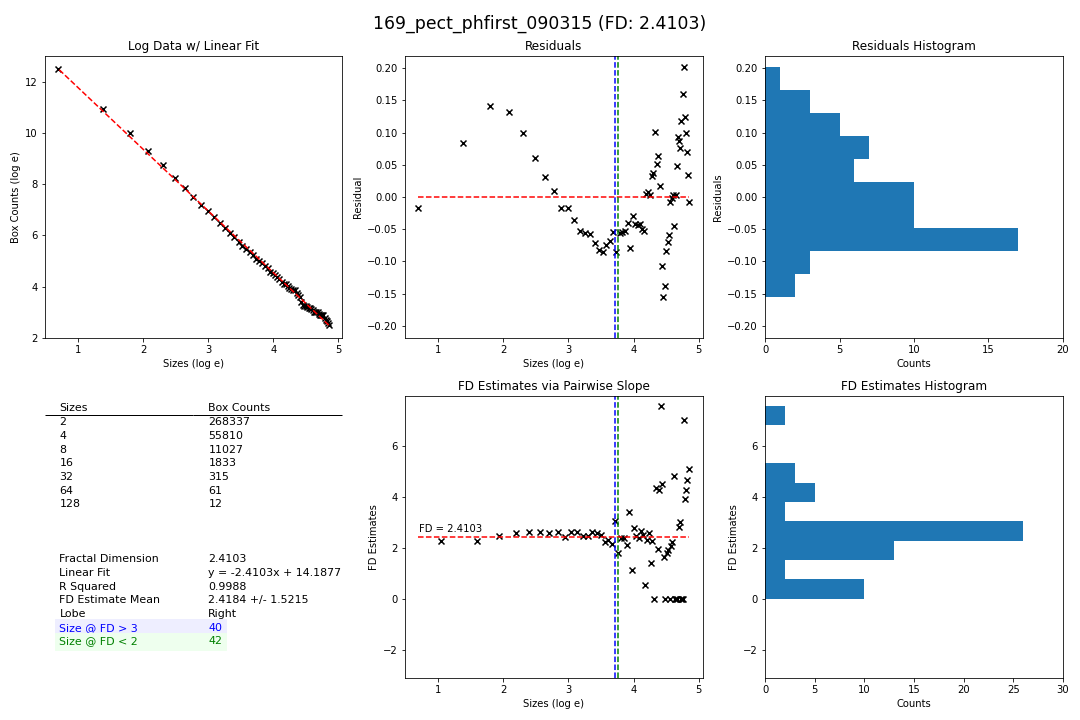 169_pect_phfirst_090315 (FD: 2.4103)
Log Data w/ Linear Fit
Box Counts (log e)
12
10
8
6
4
2
1
2
3
4
5
Sizes (log e)
Residuals
Residual
0.20
0.15
0.10
0.05
0.00
−0.05
−0.10
−0.15
−0.20
1
2
3
4
5
Sizes (log e)
Residuals Histogram
Residuals
0.20
0.15
0.10
0.05
0.00
−0.05
−0.10
−0.15
−0.20
0
5
10
15
20
Counts
Sizes Box Counts
2 268337
4 55810
8 11027
16 1833
32 315
64 61
128 12
Fractal Dimension 2.4103
Linear Fit y = -2.4103x + 14.1877
R Squared 0.9988
FD Estimate Mean 2.4184 +/- 1.5215
Lobe Right
Size @ FD > 3 40
Size @ FD < 2 42
FD Estimates via Pairwise Slope
FD Estimates
6
4
2
0
−2
FD = 2.4103
1
2
3
4
5
Sizes (log e)
FD Estimates Histogram
FD Estimates
6
4
2
0
−2
0
5
10
15
20
25
30
Counts